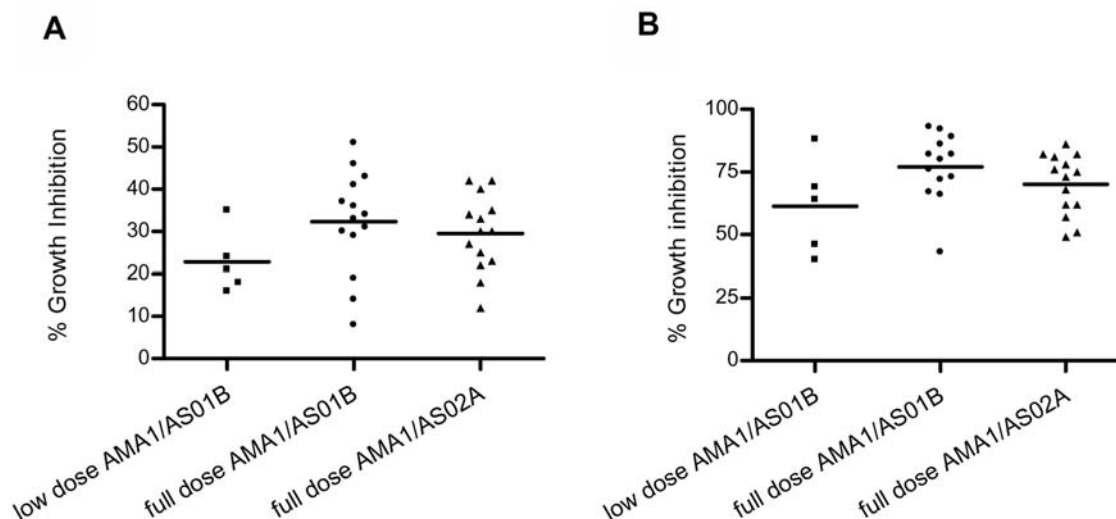 A
% Growth Inhibition
60
50
40
30
20
10
0
low dose AMA1/AS01B
full dose AMA1/AS01B
full dose AMA1/AS02A
B
% Growth inhibition
100
75
50
25
0
low dose AMA1/AS01B
full dose AMA1/AS01B
full dose AMA1/AS02A